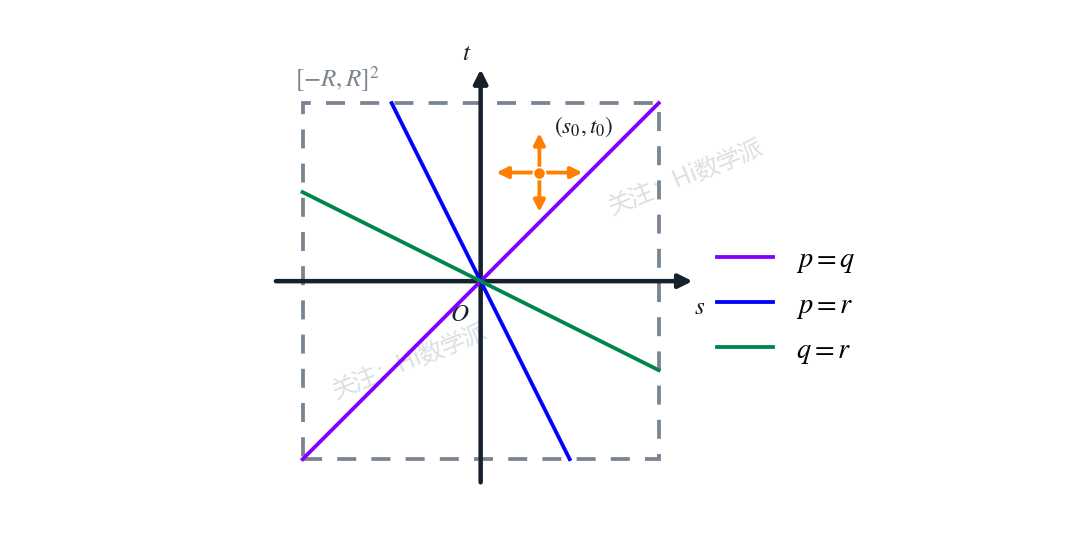 t
[−R, R]²
(s₀, t₀)
关注：Hi数学派
p = q
O
s
p = r
关注：Hi数学派
q = r